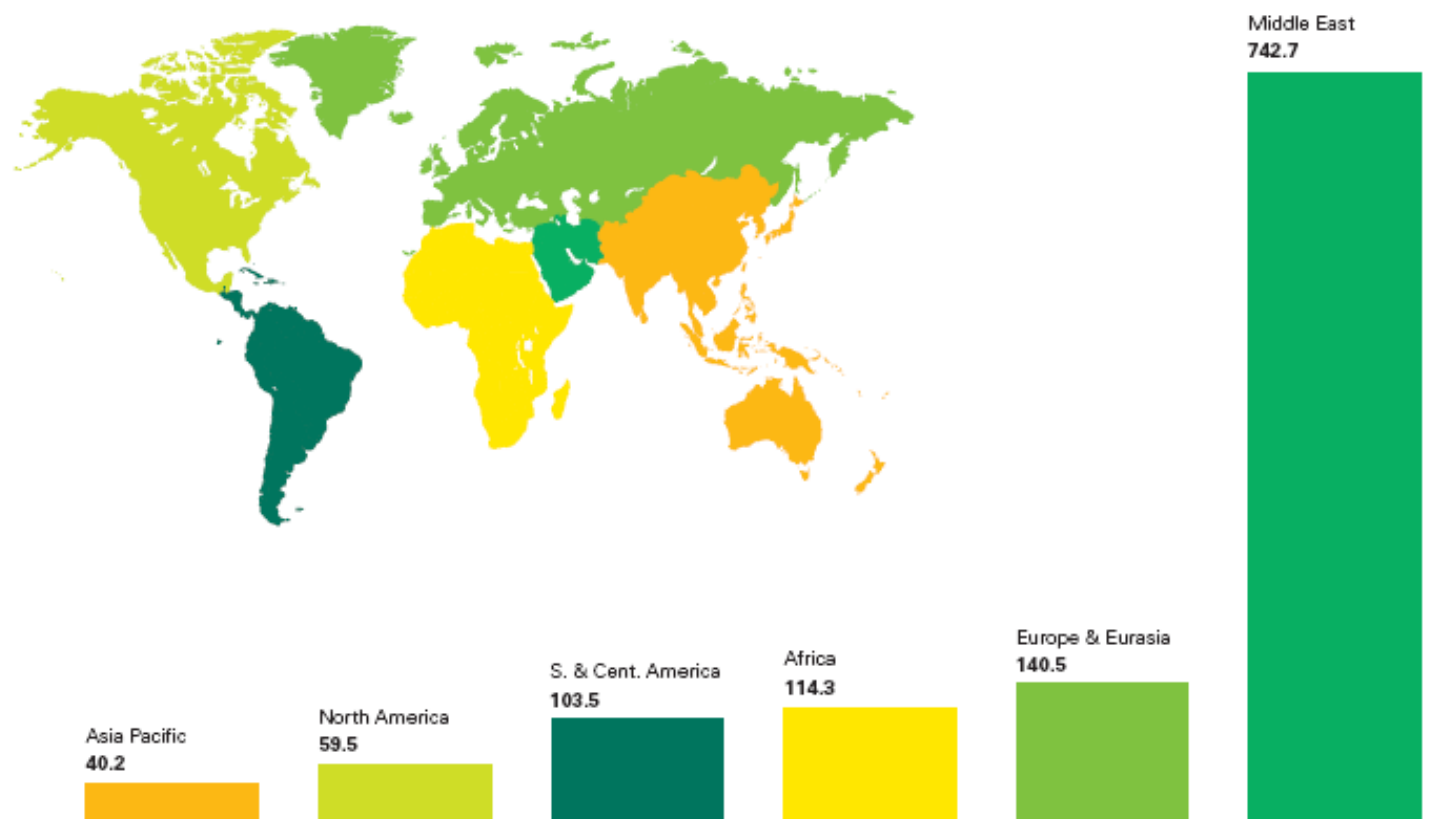 Middle East
742.7
Europe & Eurasia
140.5
Africa
114.3
S. & Cent. America
103.5
North America
59.5
Asia Pacific
40.2